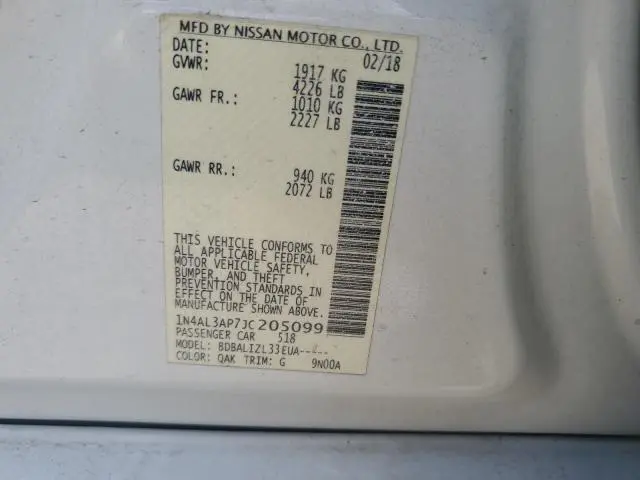 MFD BY NISSAN MOTOR CO., LTD.
DATE: 02/18
GVWR: 1917 KG
4226 LB
GAWR FR.: 1010 KG
2227 LB
GAWR RR.: 940 KG
2072 LB
THIS VEHICLE CONFORMS TO
ALL APPLICABLE FEDERAL
MOTOR VEHICLE SAFETY,
BUMPER, AND THEFT
PREVENTION STANDARDS IN
EFFECT ON THE DATE OF
MANUFACTURE SHOWN ABOVE.
1N4AL3AP7JC205099
PASSENGER CAR 518
MODEL: BDBALIZL33EUA-----
COLOR: QAK TRIM: G 9N00A